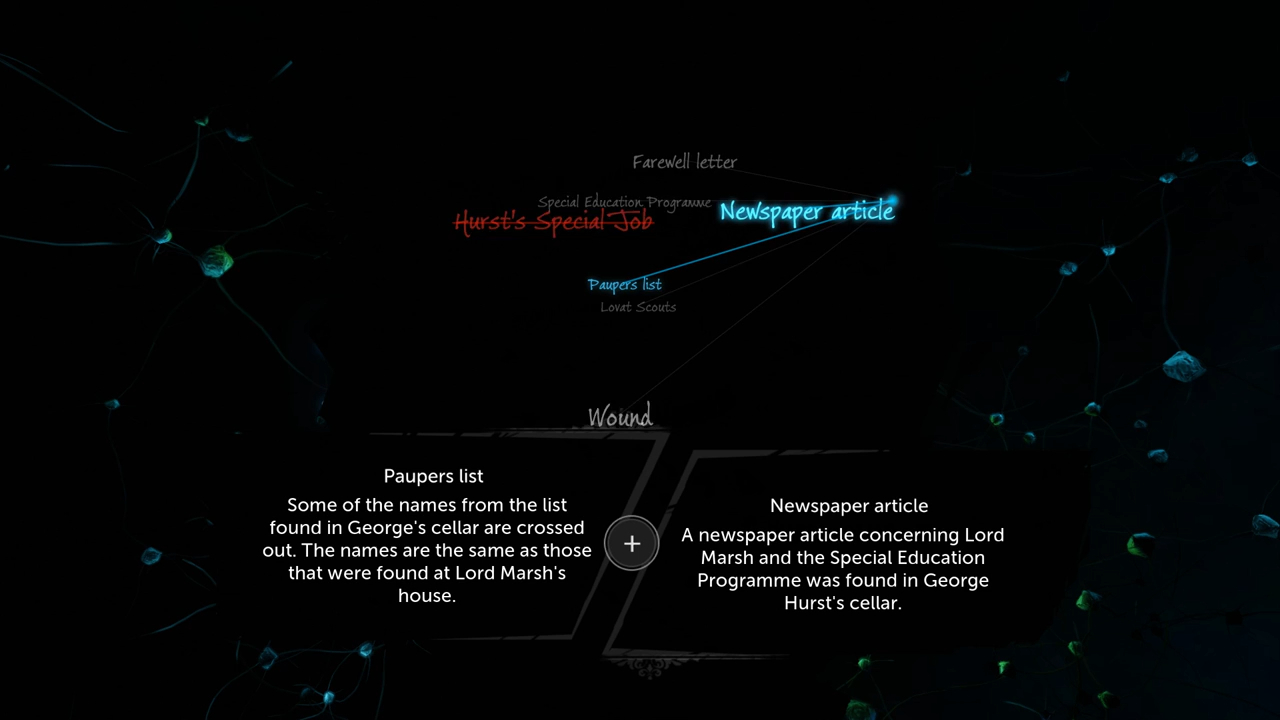 Farewell letter
Special Education Programme
Hurst's Special Job
Newspaper article
Paupers list
Lovat Scouts
Wound
Paupers list
Some of the names from the list
found in George's cellar are crossed
out. The names are the same as those
that were found at Lord Marsh's
house.
+
Newspaper article
A newspaper article concerning Lord
Marsh and the Special Education
Programme was found in George
Hurst's cellar.